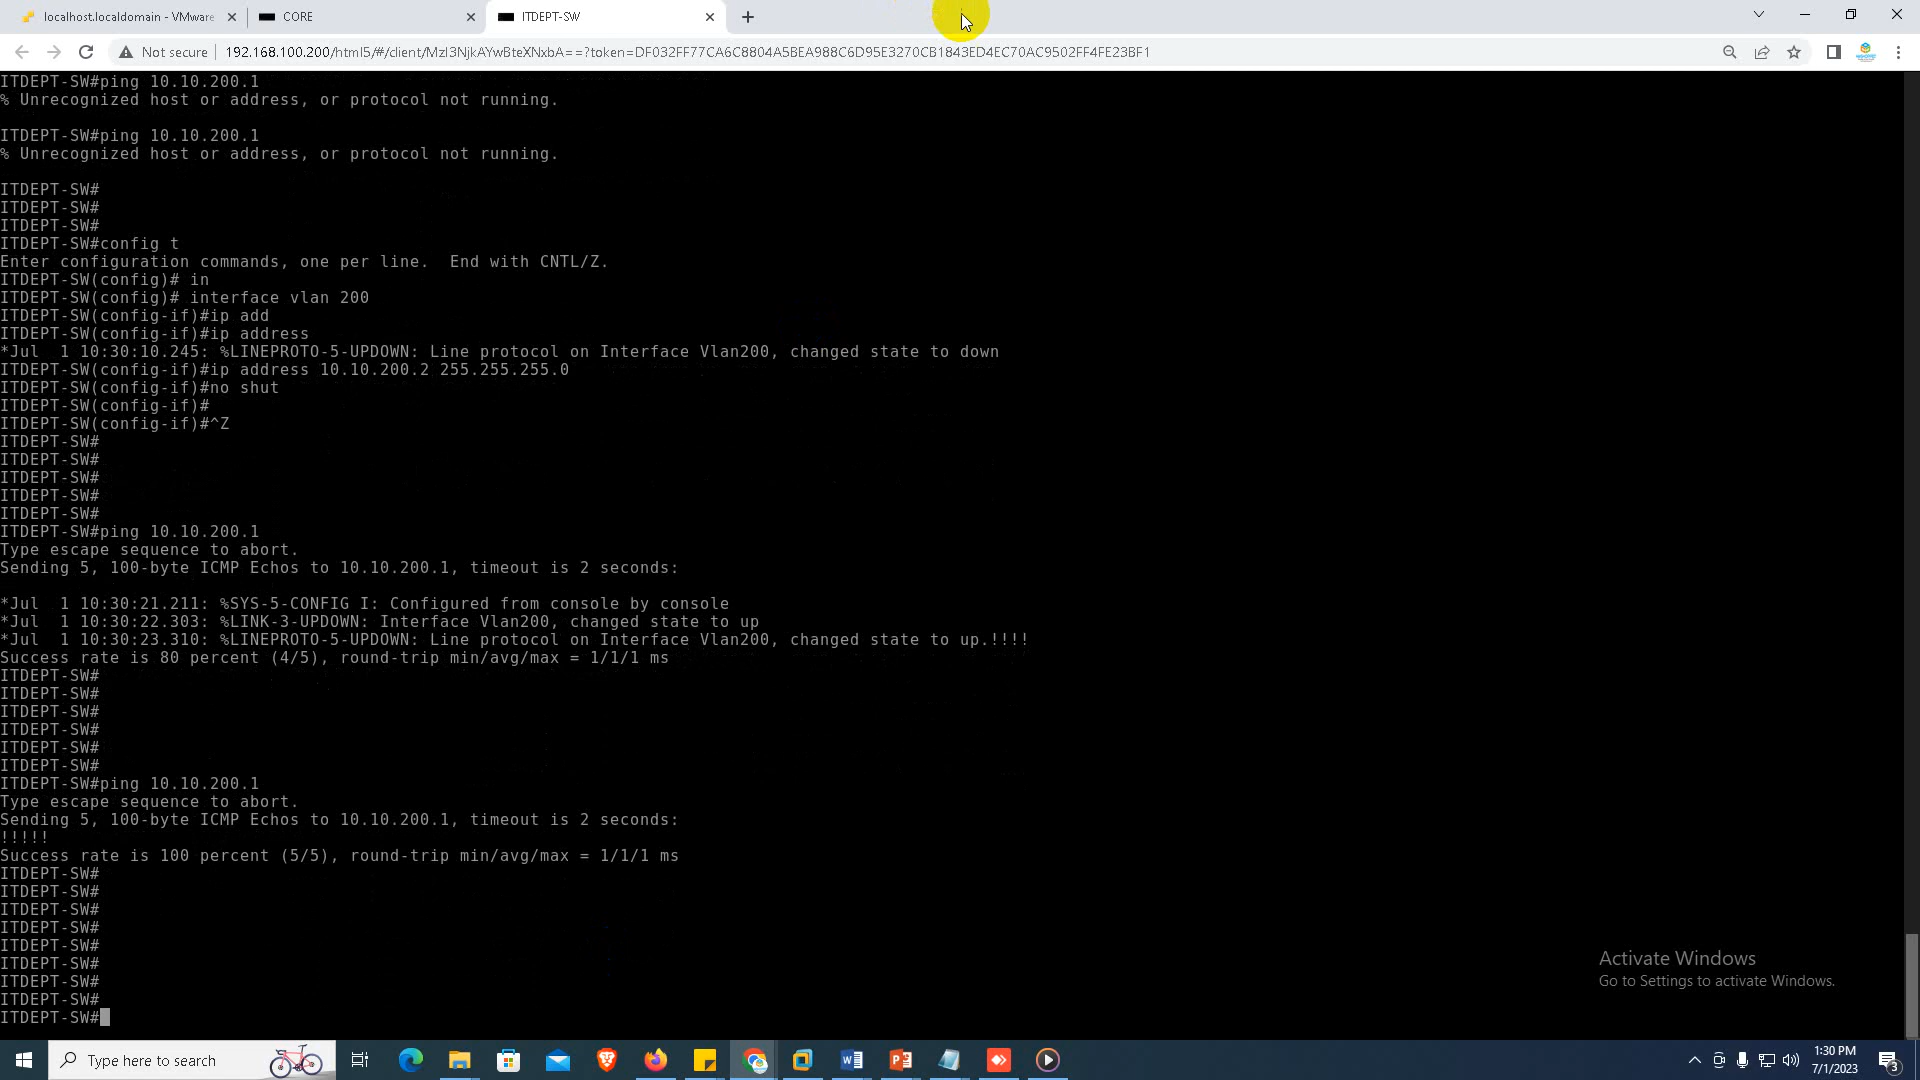 localhost.localdomain - VMware
CORE
ITDEPT-SW
Not secure
192.168.100.200/html5/#/client/MzI3NjkAYwBteXNxbA==?token=DF032FF77CA6C8804A5BEA988C6D95E3270CB1843ED4EC70AC9502FF4FE23BF1
ITDEPT-SW#ping 10.10.200.1
% Unrecognized host or address, or protocol not running.
ITDEPT-SW#ping 10.10.200.1
% Unrecognized host or address, or protocol not running.
ITDEPT-SW#
ITDEPT-SW#
ITDEPT-SW#
ITDEPT-SW#config t
Enter configuration commands, one per line.  End with CNTL/Z.
ITDEPT-SW(config)# in
ITDEPT-SW(config)# interface vlan 200
ITDEPT-SW(config-if)#ip add
ITDEPT-SW(config-if)#ip address
*Jul  1 10:30:10.245: %LINEPROTO-5-UPDOWN: Line protocol on Interface Vlan200, changed state to down
ITDEPT-SW(config-if)#ip address 10.10.200.2 255.255.255.0
ITDEPT-SW(config-if)#no shut
ITDEPT-SW(config-if)#
ITDEPT-SW(config-if)#^Z
ITDEPT-SW#
ITDEPT-SW#
ITDEPT-SW#
ITDEPT-SW#
ITDEPT-SW#
ITDEPT-SW#ping 10.10.200.1
Type escape sequence to abort.
Sending 5, 100-byte ICMP Echos to 10.10.200.1, timeout is 2 seconds:
*Jul  1 10:30:21.211: %SYS-5-CONFIG I: Configured from console by console
*Jul  1 10:30:22.303: %LINK-3-UPDOWN: Interface Vlan200, changed state to up
*Jul  1 10:30:23.310: %LINEPROTO-5-UPDOWN: Line protocol on Interface Vlan200, changed state to up.!!!!
Success rate is 80 percent (4/5), round-trip min/avg/max = 1/1/1 ms
ITDEPT-SW#
ITDEPT-SW#
ITDEPT-SW#
ITDEPT-SW#
ITDEPT-SW#
ITDEPT-SW#
ITDEPT-SW#ping 10.10.200.1
Type escape sequence to abort.
Sending 5, 100-byte ICMP Echos to 10.10.200.1, timeout is 2 seconds:
!!!!!
Success rate is 100 percent (5/5), round-trip min/avg/max = 1/1/1 ms
ITDEPT-SW#
ITDEPT-SW#
ITDEPT-SW#
ITDEPT-SW#
ITDEPT-SW#
ITDEPT-SW#
ITDEPT-SW#
ITDEPT-SW#
ITDEPT-SW#
Activate Windows
Go to Settings to activate Windows.
Type here to search
1:30 PM
7/1/2023
3